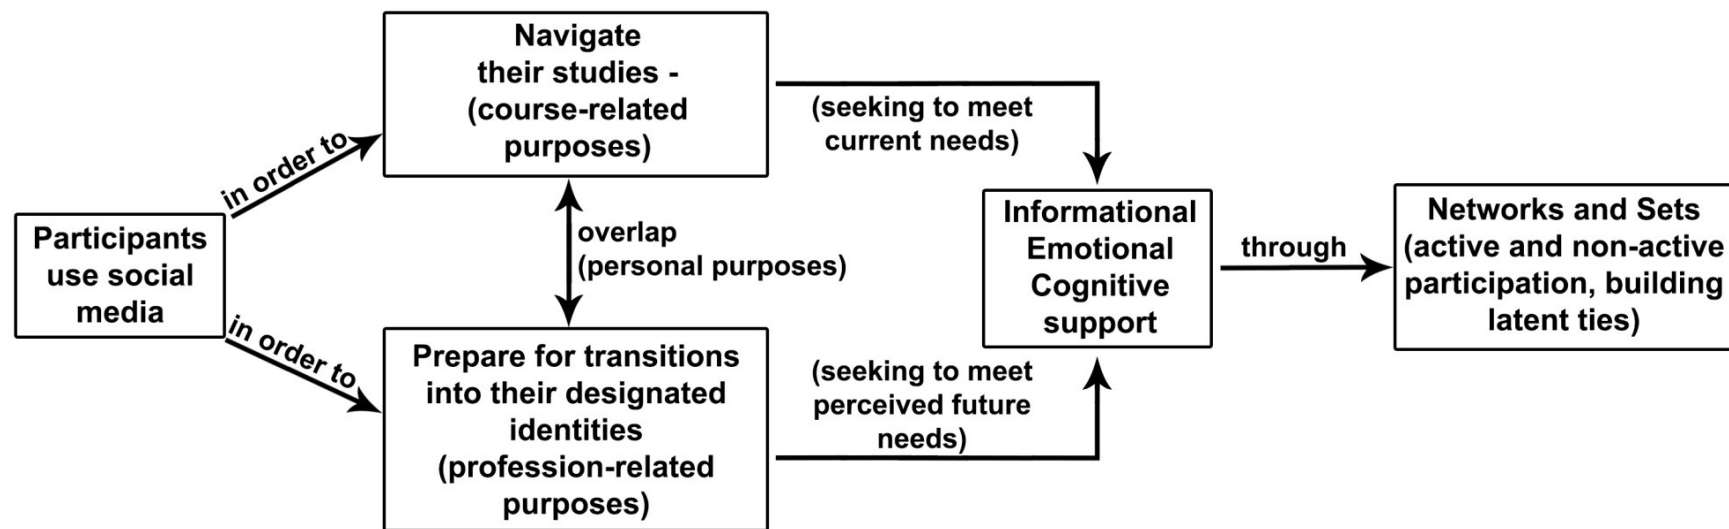 Participants
use social
media
in order to
in order to
Navigate
their studies -
(course-related
purposes)
overlap
(personal purposes)
Prepare for transitions
into their designated
identities
(profession-related
purposes)
(seeking to meet
current needs)
(seeking to meet
perceived future
needs)
Informational
Emotional
Cognitive
support
through
Networks and Sets
(active and non-active
participation, building
latent ties)